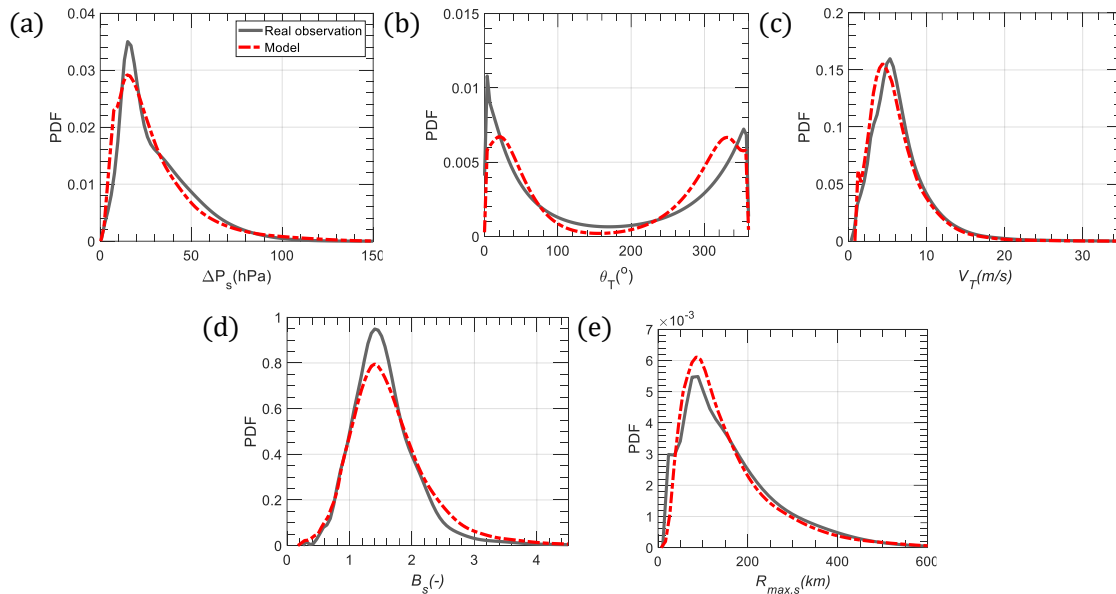 (a)
0.04
0.03
0.02
0.01
0
PDF
0
50
100
150
ΔP_s(hPa)
Real observation
Model
(b)
0.015
0.01
0.005
0
PDF
0
100
200
300
θ_T(°)
(c)
0.2
0.15
0.1
0.05
0
PDF
0
10
20
30
V_T(m/s)
(d)
1
0.8
0.6
0.4
0.2
0
PDF
0
1
2
3
4
B_s(-)
(e)
×10⁻³
7
6
5
4
3
2
1
0
PDF
0
200
400
600
R_max,s(km)